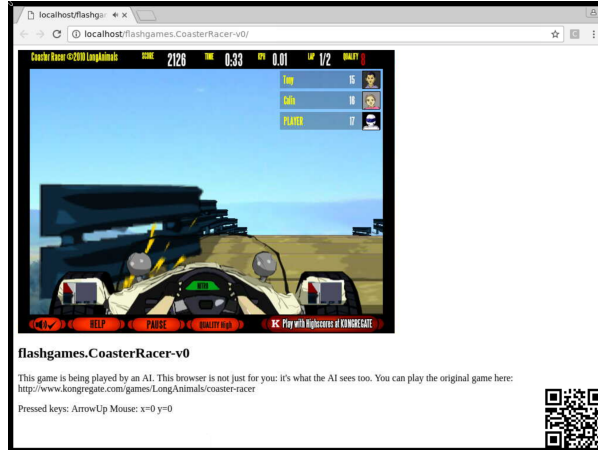 localhost/flashgar
localhost/flashgames.CoasterRacer-v0/
Coaster Racer ©2010 LongAnimals SCORE 2126 TIME 0:33 KPH 0.01 LAP 1/2 QUALIFY 8
Tony 15
Colin 16
PLAYER 17
NITRO
HELP PAUSE QUALITY High K Play with Highscores at KONGREGATE
flashgames.CoasterRacer-v0
This game is being played by an AI. This browser is not just for you: it's what the AI sees too. You can play the original game here:
http://www.kongregate.com/games/LongAnimals/coaster-racer
Pressed keys: ArrowUp Mouse: x=0 y=0